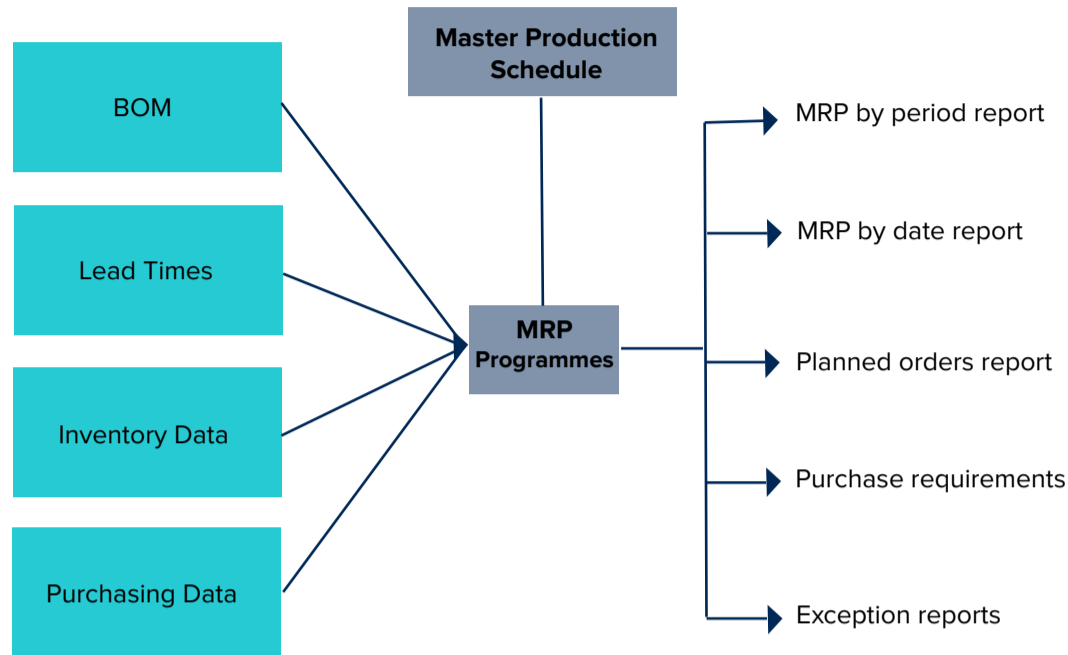 Master Production
Schedule
BOM
Lead Times
Inventory Data
Purchasing Data
MRP
Programmes
MRP by period report
MRP by date report
Planned orders report
Purchase requirements
Exception reports